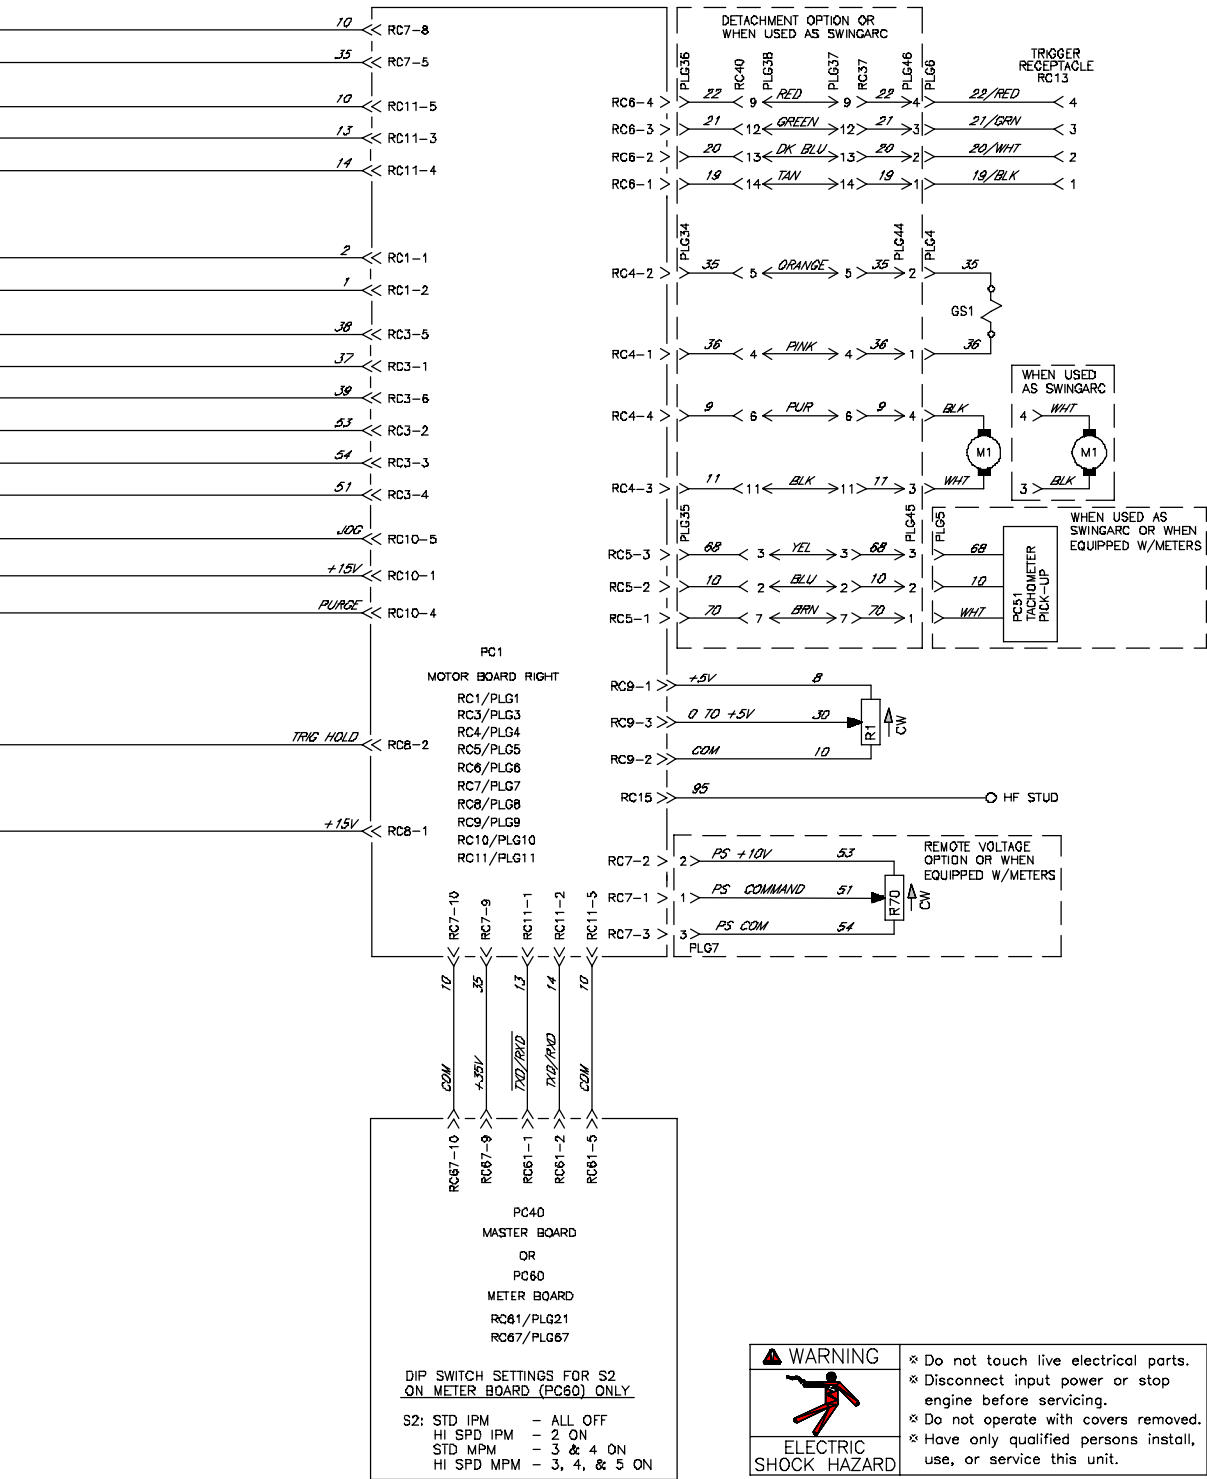 10 RC7-8
35 RC7-5
10 RC11-5
13 RC11-3
14 RC11-4
2 RC1-1
1 RC1-2
38 RC3-5
37 RC3-1
39 RC3-6
53 RC3-2
54 RC3-3
51 RC3-4
JOG RC10-5
+15V RC10-1
PURGE RC10-4
TRIG HOLD RC8-2
+15V RC8-1
PC1
MOTOR BOARD RIGHT
RC1/PLG1
RC3/PLG3
RC4/PLG4
RC5/PLG5
RC6/PLG6
RC7/PLG7
RC8/PLG8
RC9/PLG9
RC10/PLG10
RC11/PLG11
DETACHMENT OPTION OR
WHEN USED AS SWINGARC
PLG36 RC40 PLG38 PLG37 RC37 PLG46 PLG6
TRIGGER
RECEPTACLE
RC13
RC6-4 22 9 RED 9 22 4 22/RED 4
RC6-3 21 12 GREEN 12 21 3 21/GRN 3
RC6-2 20 13 DK BLU 13 20 2 20/WHT 2
RC6-1 19 14 TAN 14 19 1 19/BLK 1
PLG34 PLG44 PLG4
RC4-2 35 5 ORANGE 5 35 2 35
GS1
RC4-1 36 4 PINK 4 36 1 36
WHEN USED
AS SWINGARC
RC4-4 9 6 PUR 6 9 4 BLK 4 WHT
M1 M1
RC4-3 11 11 BLK 11 11 3 WHT 3 BLK
PLG35 PLG45 PLG5
WHEN USED AS
SWINGARC OR WHEN
EQUIPPED W/METERS
RC5-3 68 3 YEL 3 68 3 68
RC5-2 10 2 BLU 2 10 2 10
RC5-1 70 7 BRN 7 70 1 WHT
PC51
TACHOMETER
PICK-UP
RC9-1 +5V 8
RC9-3 0 TO +5V 30 R1 CW
RC9-2 COM 10
RC15 95 HF STUD
REMOTE VOLTAGE
OPTION OR WHEN
EQUIPPED W/METERS
RC7-2 2 PS +10V 53
RC7-1 1 PS COMMAND 51 R70 CW
RC7-3 3 PS COM 54
PLG7
RC7-10 RC7-9 RC11-1 RC11-2 RC11-5
10 35 13 14 10
COM +35V TXD/RXD TXD/RXD COM
RC67-10 RC67-9 RC61-1 RC61-2 RC61-5
PC40
MASTER BOARD
OR
PC60
METER BOARD
RC61/PLG21
RC67/PLG67
DIP SWITCH SETTINGS FOR S2
ON METER BOARD (PC60) ONLY
S2: STD IPM - ALL OFF
HI SPD IPM - 2 ON
STD MPM - 3 & 4 ON
HI SPD MPM - 3, 4, & 5 ON
WARNING
ELECTRIC
SHOCK HAZARD
※ Do not touch live electrical parts.
※ Disconnect input power or stop
engine before servicing.
※ Do not operate with covers removed.
※ Have only qualified persons install,
use, or service this unit.